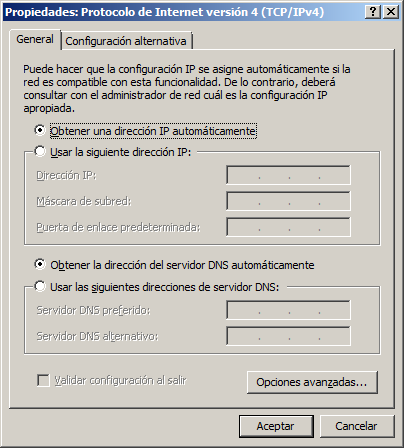 Propiedades: Protocolo de Internet versión 4 (TCP/IPv4)
General
Configuración alternativa
Puede hacer que la configuración IP se asigne automáticamente si la
red es compatible con esta funcionalidad. De lo contrario, deberá
consultar con el administrador de red cuál es la configuración IP
apropiada.
Obtener una dirección IP automáticamente
Usar la siguiente dirección IP:
Dirección IP:
Máscara de subred:
Puerta de enlace predeterminada:
Obtener la dirección del servidor DNS automáticamente
Usar las siguientes direcciones de servidor DNS:
Servidor DNS preferido:
Servidor DNS alternativo:
Validar configuración al salir
Opciones avanzadas...
Aceptar
Cancelar